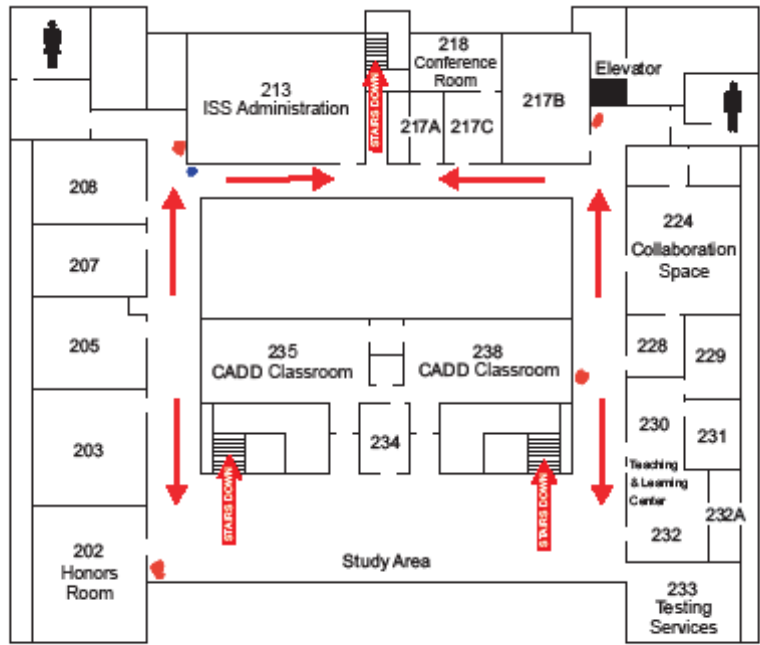 213
ISS Administration
STAIRS DOWN
218
Conference
Room
217A
217C
217B
Elevator
208
207
205
203
202
Honors
Room
224
Collaboration
Space
235
CADD Classroom
238
CADD Classroom
234
228
229
230
231
Teaching
& Learning
Center
232
232A
STAIRS DOWN
STAIRS DOWN
Study Area
233
Testing
Services